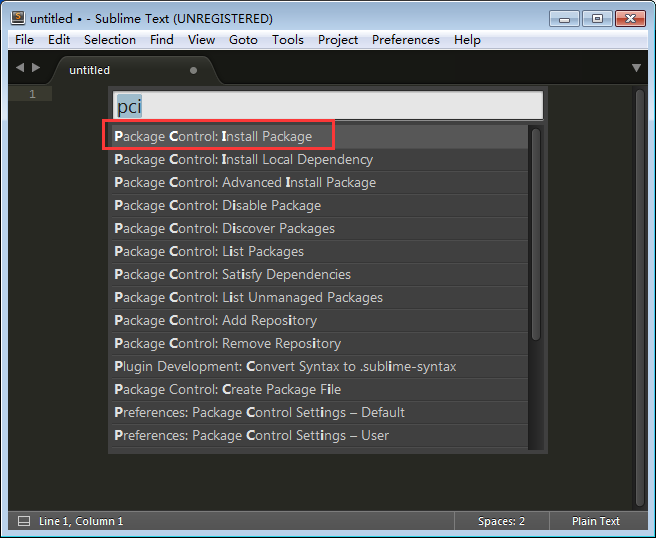 untitled • - Sublime Text (UNREGISTERED)
File Edit Selection Find Control View Goto Tools Project Preferences Help
untitled
1
pci
Package Control: Install Package
Package Control: Install Local Dependency
Package Control: Advanced Install Package
Package Control: Disable Package
Package Control: Discover Packages
Package Control: List Packages
Package Control: Satisfy Dependencies
Package Control: List Unmanaged Packages
Package Control: Add Repository
Package Control: Remove Repository
Plugin Development: Convert Syntax to .sublime-syntax
Package Control: Create Package File
Preferences: Package Control Settings – Default
Preferences: Package Control Settings – User
Line 1, Column 1 Spaces: 2 Plain Text